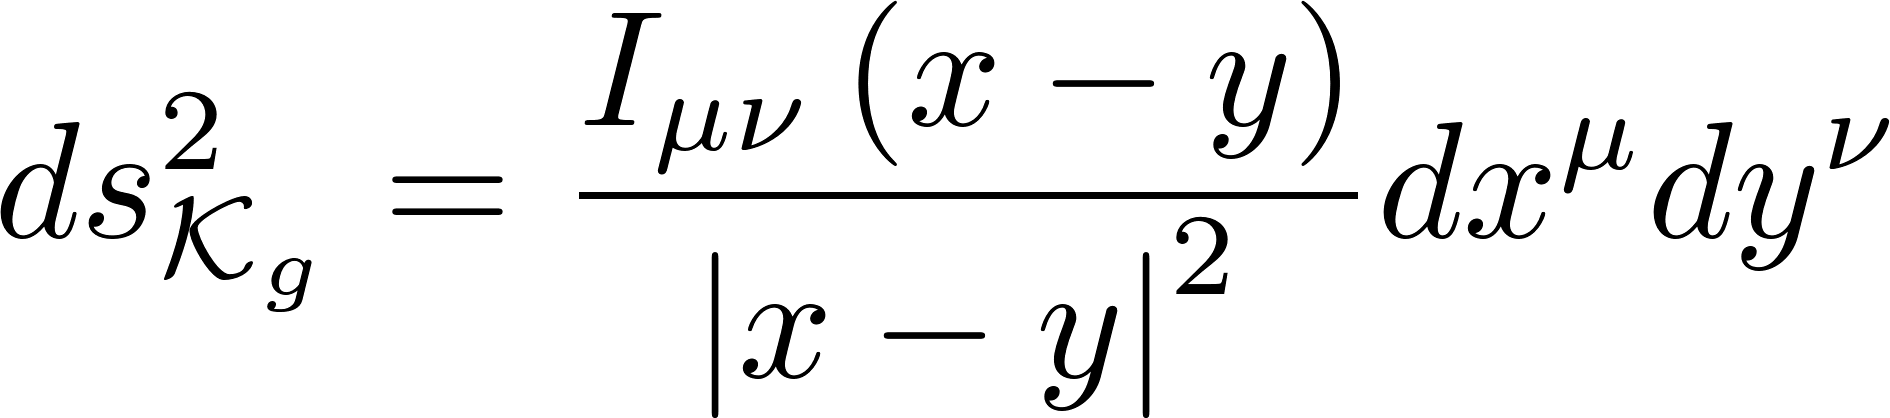 $ds^2_{\mathcal{K}_g} = \frac{I_{\mu\nu}(x-y)}{|x-y|^2} dx^\mu dy^\nu$